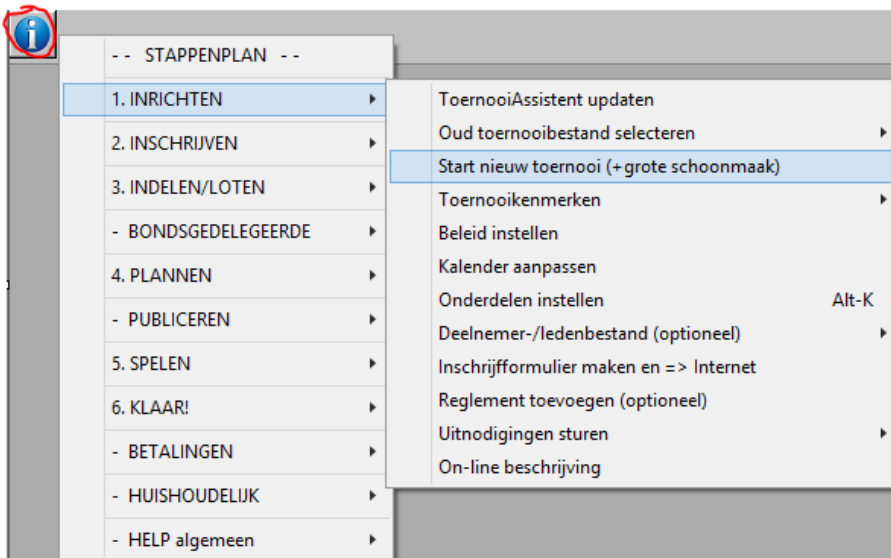 i
-- STAPPENPLAN --
1. INRICHTEN
2. INSCHRIJVEN
3. INDELEN/LOTEN
- BONDSGEDELEGEERDE
4. PLANNEN
- PUBLICEREN
5. SPELEN
6. KLAAR!
- BETALINGEN
- HUISHOUDELIJK
- HELP algemeen
ToernooiAssistent updaten
Oud toernooibestand selecteren
Start nieuw toernooi (+grote schoonmaak)
Toernooikenmerken
Beleid instellen
Kalender aanpassen
Onderdelen instellen Alt-K
Deelnemer-/ledenbestand (optioneel)
Inschrijfformulier maken en => Internet
Reglement toevoegen (optioneel)
Uitnodigingen sturen
On-line beschrijving